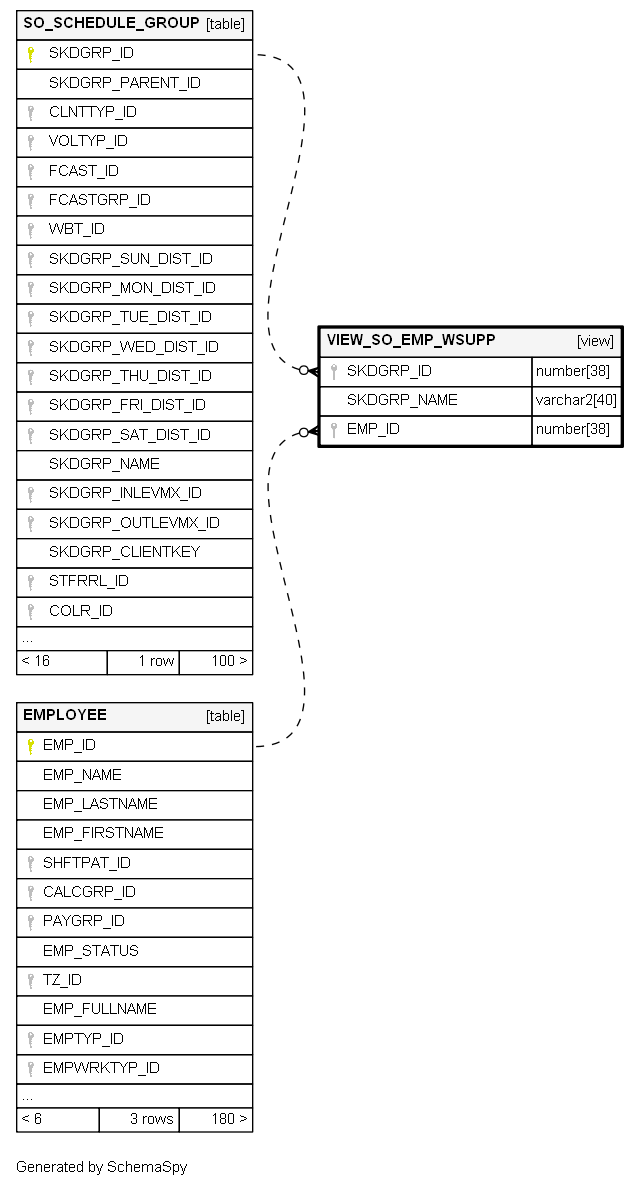 SO_SCHEDULE_GROUP [table]
SKDGRP_ID
SKDGRP_PARENT_ID
CLNTTYP_ID
VOLTYP_ID
FCAST_ID
FCASTGRP_ID
WBT_ID
SKDGRP_SUN_DIST_ID
SKDGRP_MON_DIST_ID
SKDGRP_TUE_DIST_ID
SKDGRP_WED_DIST_ID
SKDGRP_THU_DIST_ID
SKDGRP_FRI_DIST_ID
SKDGRP_SAT_DIST_ID
SKDGRP_NAME
SKDGRP_INLEVMX_ID
SKDGRP_OUTLEVMX_ID
SKDGRP_CLIENTKEY
STFRRL_ID
COLR_ID
...
< 16 1 row 100 >
VIEW_SO_EMP_WSUPP [view]
SKDGRP_ID number[38]
SKDGRP_NAME varchar2[40]
EMP_ID number[38]
EMPLOYEE [table]
EMP_ID
EMP_NAME
EMP_LASTNAME
EMP_FIRSTNAME
SHFTPAT_ID
CALCGRP_ID
PAYGRP_ID
EMP_STATUS
TZ_ID
EMP_FULLNAME
EMPTYP_ID
EMPWRKTYP_ID
...
< 6 3 rows 180 >
Generated by SchemaSpy